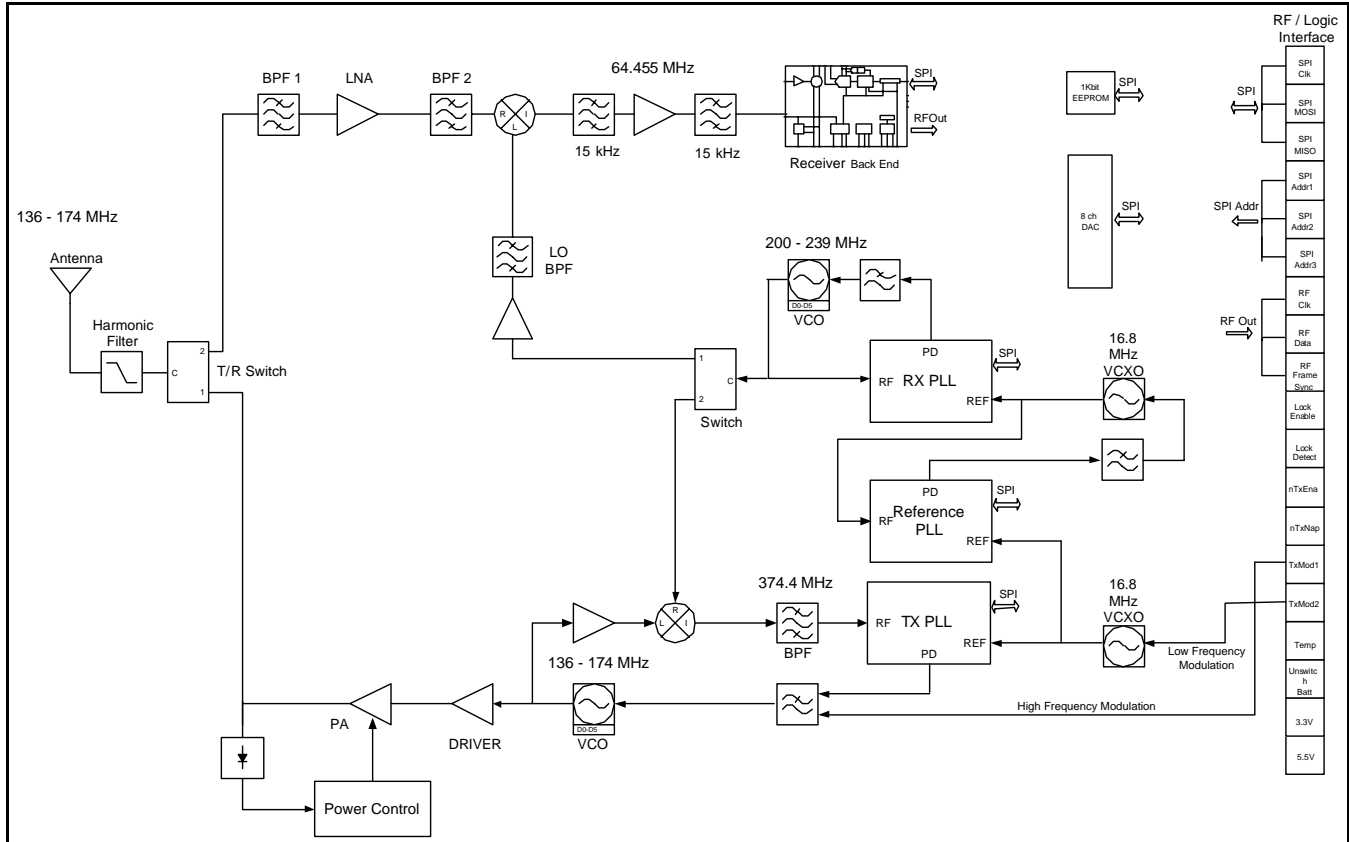 RF / Logic
Interface
BPF 1
LNA
BPF 2
R
I
L
64.455 MHz
15 kHz
15 kHz
SPI
RFOut
Receiver Back End
1Kbit
EEPROM
SPI
8 ch
DAC
SPI
SPI
SPI Addr
RF Out
SPI
Clk
SPI
MOSI
SPI
MISO
SPI
Addr1
SPI
Addr2
SPI
Addr3
RF
Clk
RF
Data
RF
Frame
Sync
Lock
Enable
Lock
Detect
nTxEna
nTxNap
TxMod1
TxMod2
Temp
Unswitc
h
Batt
3.3V
5.5V
136 - 174 MHz
Antenna
Harmonic
Filter
C
2
1
T/R Switch
LO
BPF
200 - 239 MHz
D0-D5
VCO
1
C
2
Switch
PD
RF
RX PLL
REF
SPI
16.8
MHz
VCXO
PD
RF
Reference
PLL
REF
SPI
374.4 MHz
BPF
RF
TX PLL
REF
PD
SPI
16.8
MHz
VCXO
Low Frequency
Modulation
High Frequency Modulation
R
L
I
136 - 174 MHz
D0-D5
VCO
DRIVER
PA
Power Control